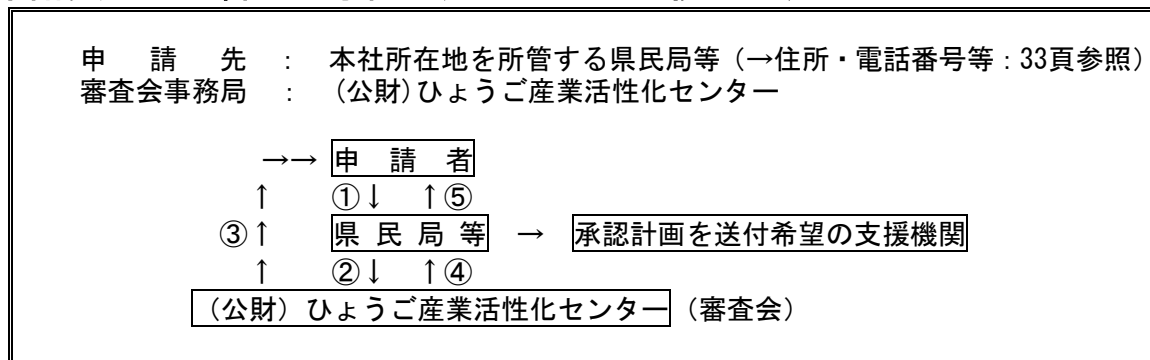 申　請　先　：　本社所在地を所管する県民局等（→住所・電話番号等：33頁参照）
審査会事務局　：　（公財）ひょうご産業活性化センター
→→ 申　請　者
↑　①↓　↑⑤
③↑　県 民 局 等　→　承認計画を送付希望の支援機関
↑　②↓　↑④
（公財）ひょうご産業活性化センター（審査会）